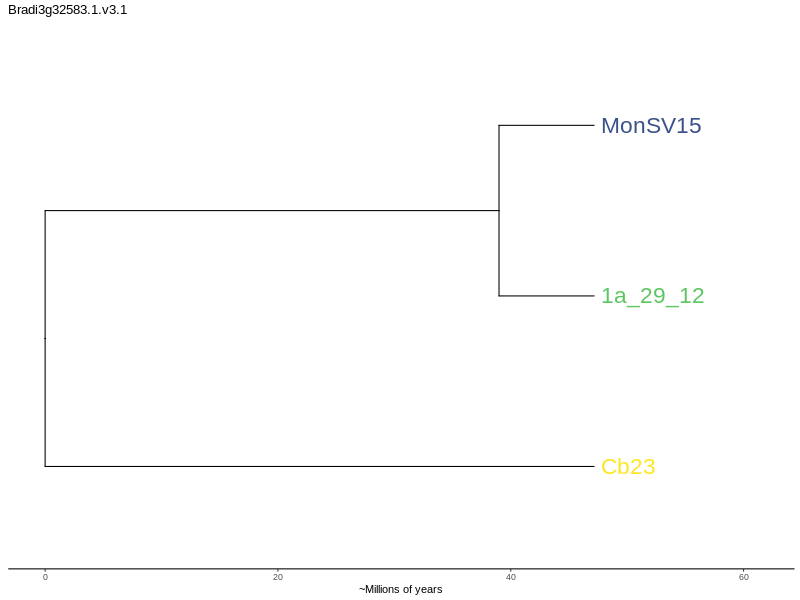 Bradi3g32583.1.v3.1
MonSV15
1a_29_12
Cb23
0 20 40 60
~Millions of years